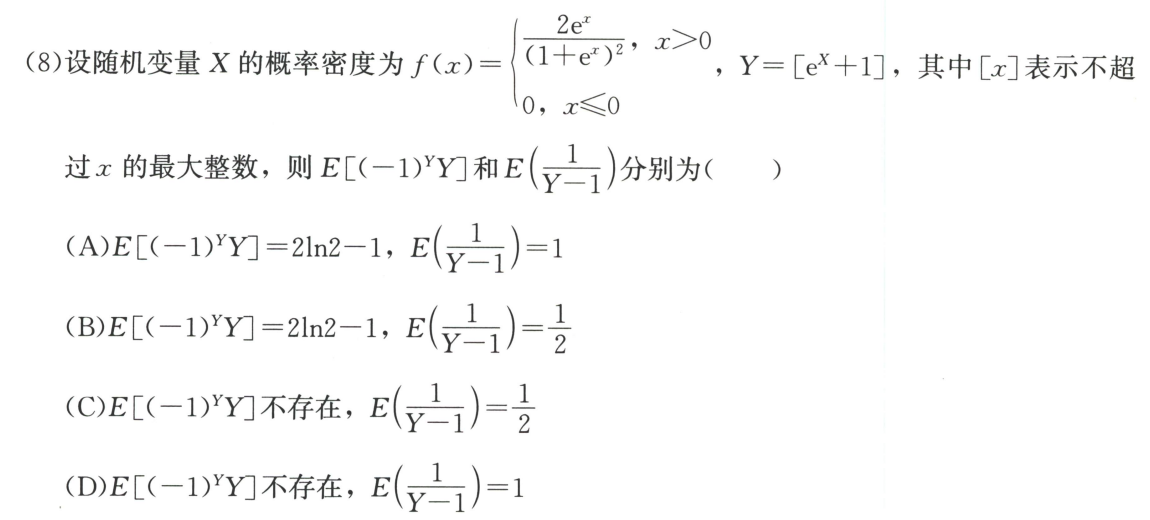 (8)设随机变量 X 的概率密度为 f(x)={2eˣ/(1+eˣ)², x>0; 0, x≤0, Y=[e^X+1], 其中[x]表示不超
过 x 的最大整数, 则 E[(-1)^Y Y]和 E(1/(Y-1))分别为(  )
(A)E[(-1)^Y Y]=2ln2-1, E(1/(Y-1))=1
(B)E[(-1)^Y Y]=2ln2-1, E(1/(Y-1))=1/2
(C)E[(-1)^Y Y]不存在, E(1/(Y-1))=1/2
(D)E[(-1)^Y Y]不存在, E(1/(Y-1))=1